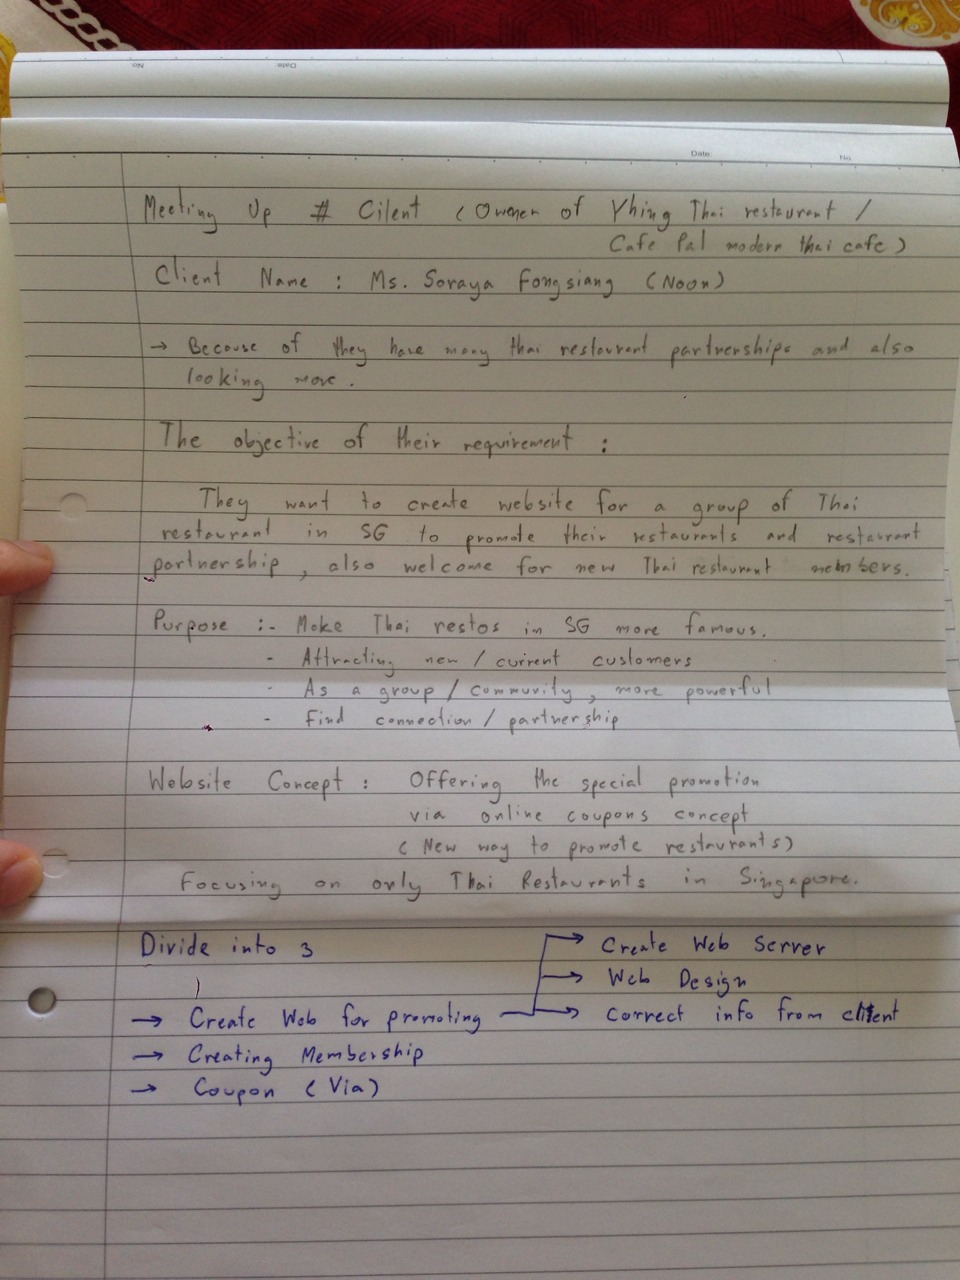 No.
Date
Date
No.
Meeting Up # Cilent (Owner of Yhing Thai restaurant /
Cafe Pal modern thai cafe)
Client Name : Ms. Soraya Fongsiang (Noon)
→ Because of they have many thai restaurant partnerships and also
looking more.
The objective of their requirement :
They want to create website for a group of Thai
restaurant in SG to promote their restaurants and restaurant
partnership, also welcome for new Thai restaurant members.
Purpose :- Make Thai restos in SG more famous.
- Attracting new / current customers
- As a group / community, more powerful
- Find connection / partnership
Website Concept : Offering the special promotion
via online coupons concept
( New way to promote restaurants)
Focusing on only Thai Restaurants in Singapore.
Divide into 3
→ Create Web for promoting
→ Create Web Server
→ Web Design
→ correct info from client
→ Creating Membership
→ Coupon (Via)